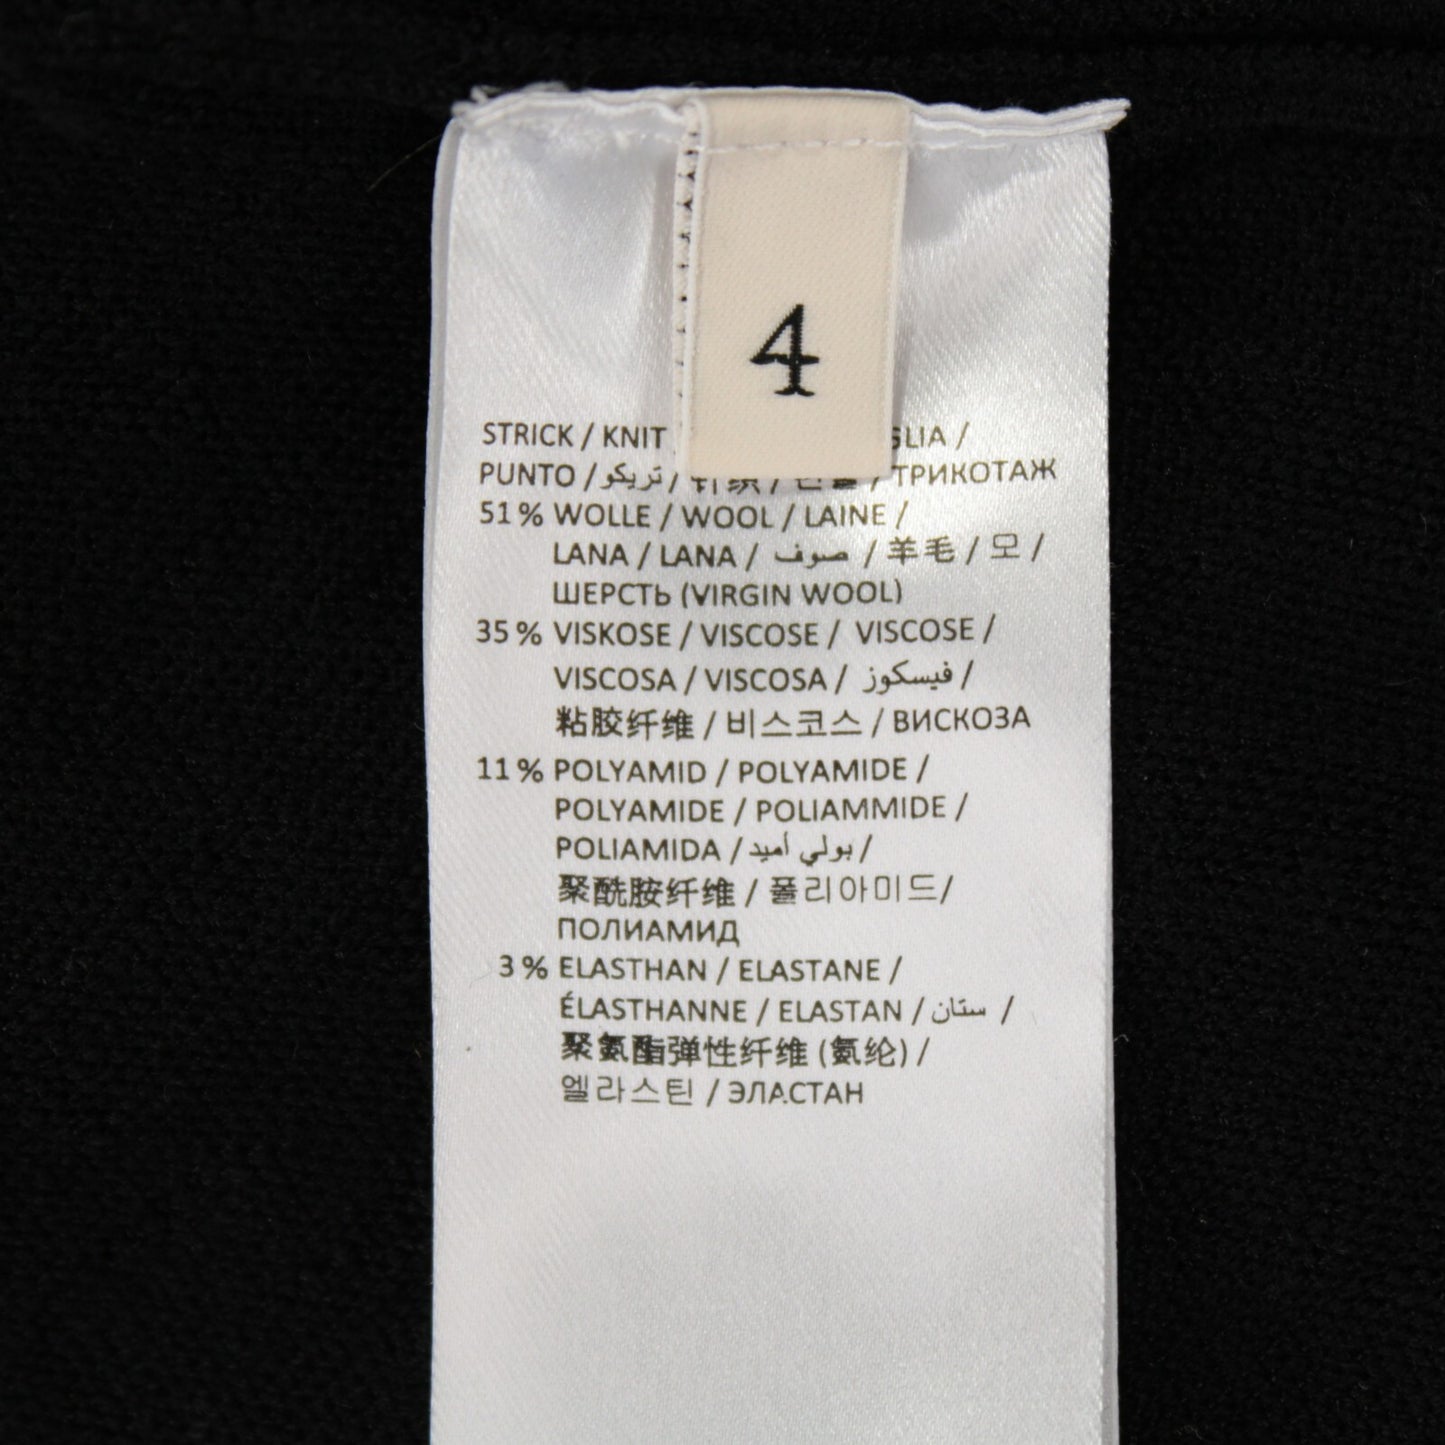 4
STRICK / KNIT GLIA /
PUNTO / تريكو / 针织 / / ТРИКОТАЖ
51 % WOLLE / WOOL / LAINE /
LANA / LANA / صوف / 羊毛 / 모 /
ШЕРСТЬ (VIRGIN WOOL)
35 % VISKOSE / VISCOSE / VISCOSE /
VISCOSA / VISCOSA / فيسكوز /
粘胶纤维 / 비스코스 / ВИСКОЗА
11 % POLYAMID / POLYAMIDE /
POLYAMIDE / POLIAMMIDE /
POLIAMIDA / بولي أميد /
聚酰胺纤维 / 폴리아미드/
ПОЛИАМИД
3 % ELASTHAN / ELASTANE /
ÉLASTHANNE / ELASTAN / ستان /
聚氨酯弹性纤维 (氨纶) /
엘라스틴 / ЭЛАСТАН